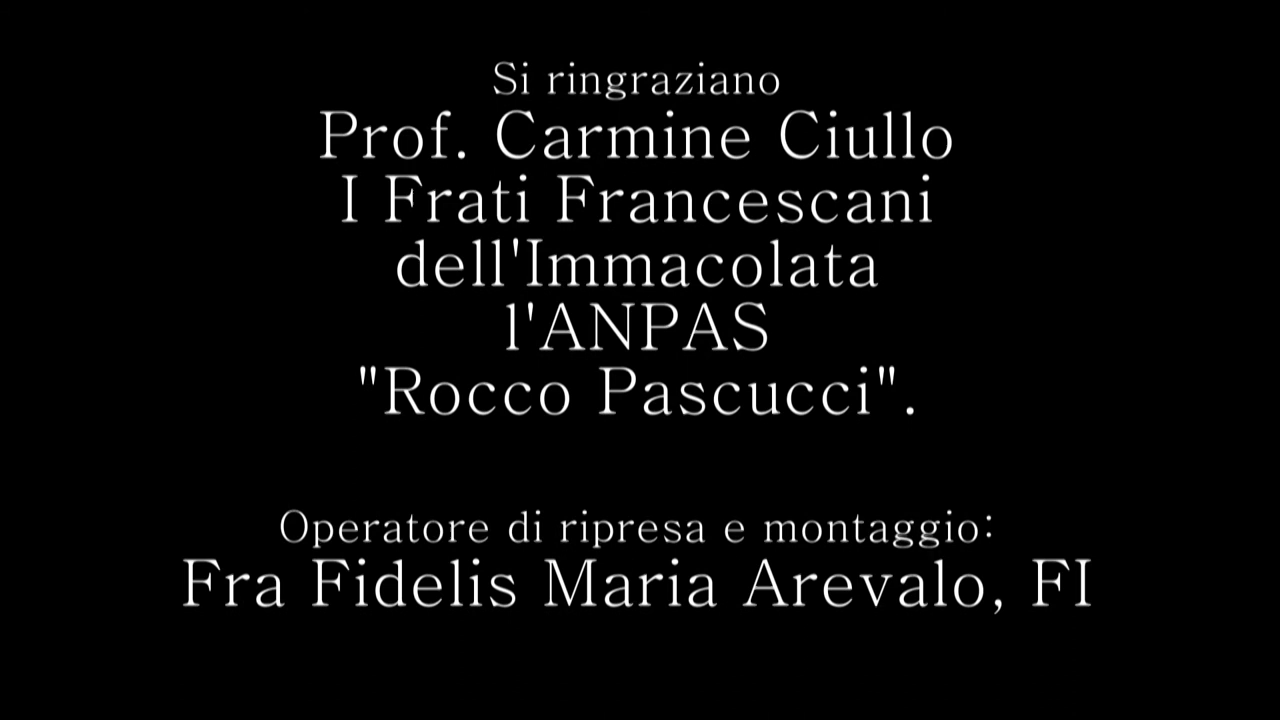 Si ringraziano
Prof. Carmine Ciullo
I Frati Francescani
dell'Immacolata
l'ANPAS
"Rocco Pascucci".
Operatore di ripresa e montaggio:
Fra Fidelis Maria Arevalo, FI